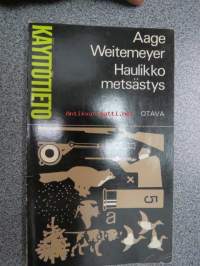 KÄYTTÖTIETO
Aage
Weitemeyer
Haulikko
metsästys
OTAVA
5